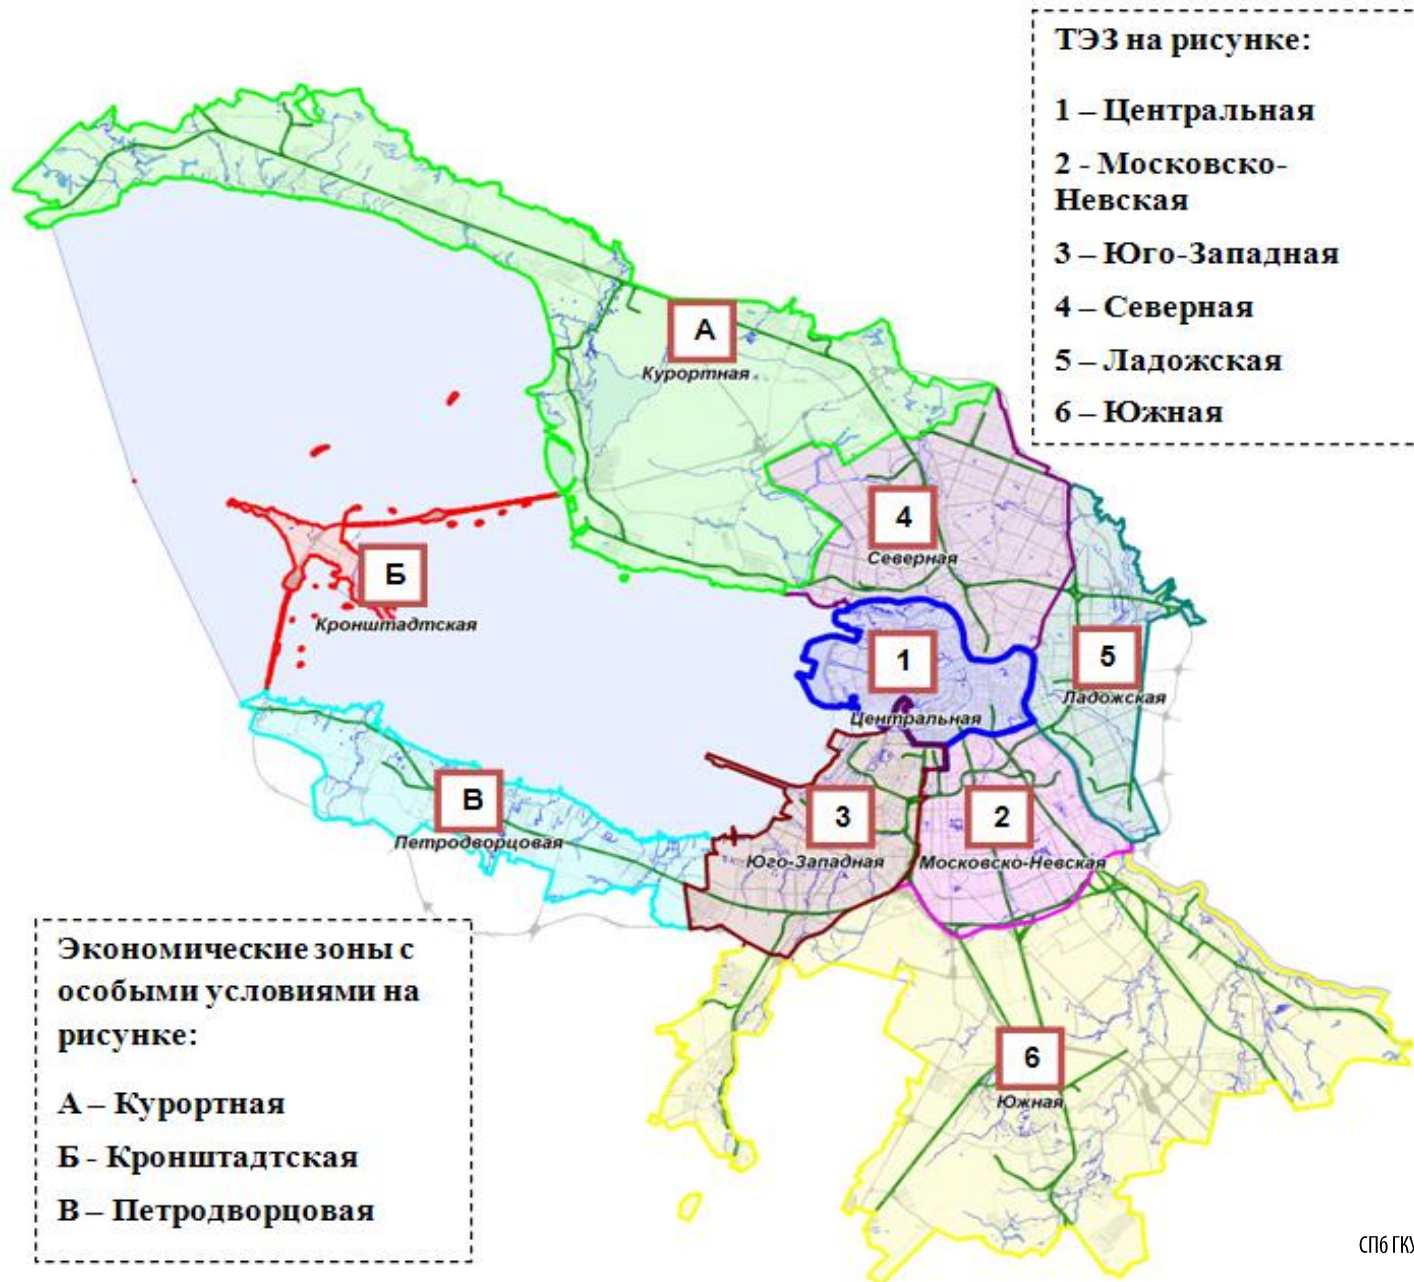 ТЭЗ на рисунке:
1 – Центральная
2 - Московско-
Невская
3 – Юго-Западная
4 – Северная
5 – Ладожская
6 – Южная
А
Курортная
4
Северная
Б
Кронштадтская
1
Центральная
5
Ладожская
В
Петродворцовая
3
Юго-Западная
2
Московско-Невская
6
Южная
Экономические зоны с
особыми условиями на
рисунке:
А – Курортная
Б - Кронштадтская
В – Петродворцовая
СПб ГКУ